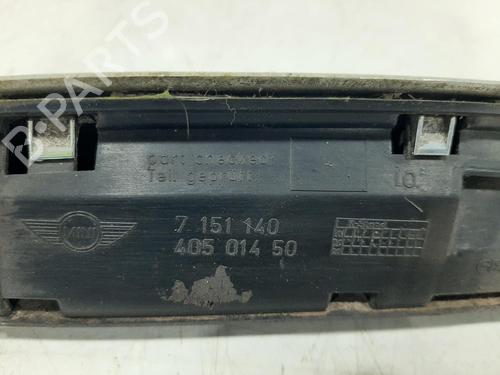 part checked
Teil geprüft
10
MINI
7 151 140
405 014 50
B-PARTS